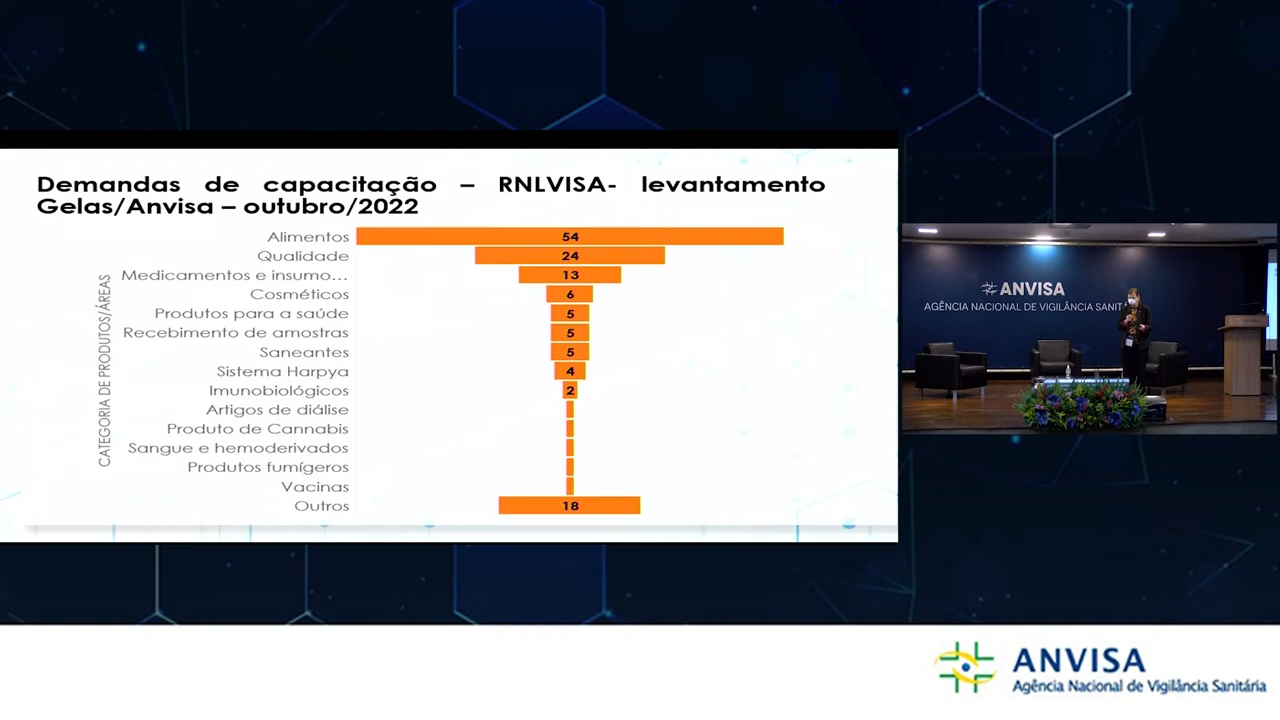 Demandas de capacitação – RNLVISA- levantamento
Gelas/Anvisa – outubro/2022
CATEGORIA DE PRODUTOS/ÁREAS
Alimentos 54
Qualidade 24
Medicamentos e insumo... 13
Cosméticos 6
Produtos para a saúde 5
Recebimento de amostras 5
Saneantes 5
Sistema Harpya 4
Imunobiológicos 2
Artigos de diálise
Produto de Cannabis
Sangue e hemoderivados
Produtos fumígeros
Vacinas
Outros 18
ANVISA
AGÊNCIA NACIONAL DE VIGILÂNCIA SANIT
ANVISA
Agência Nacional de Vigilância Sanitária